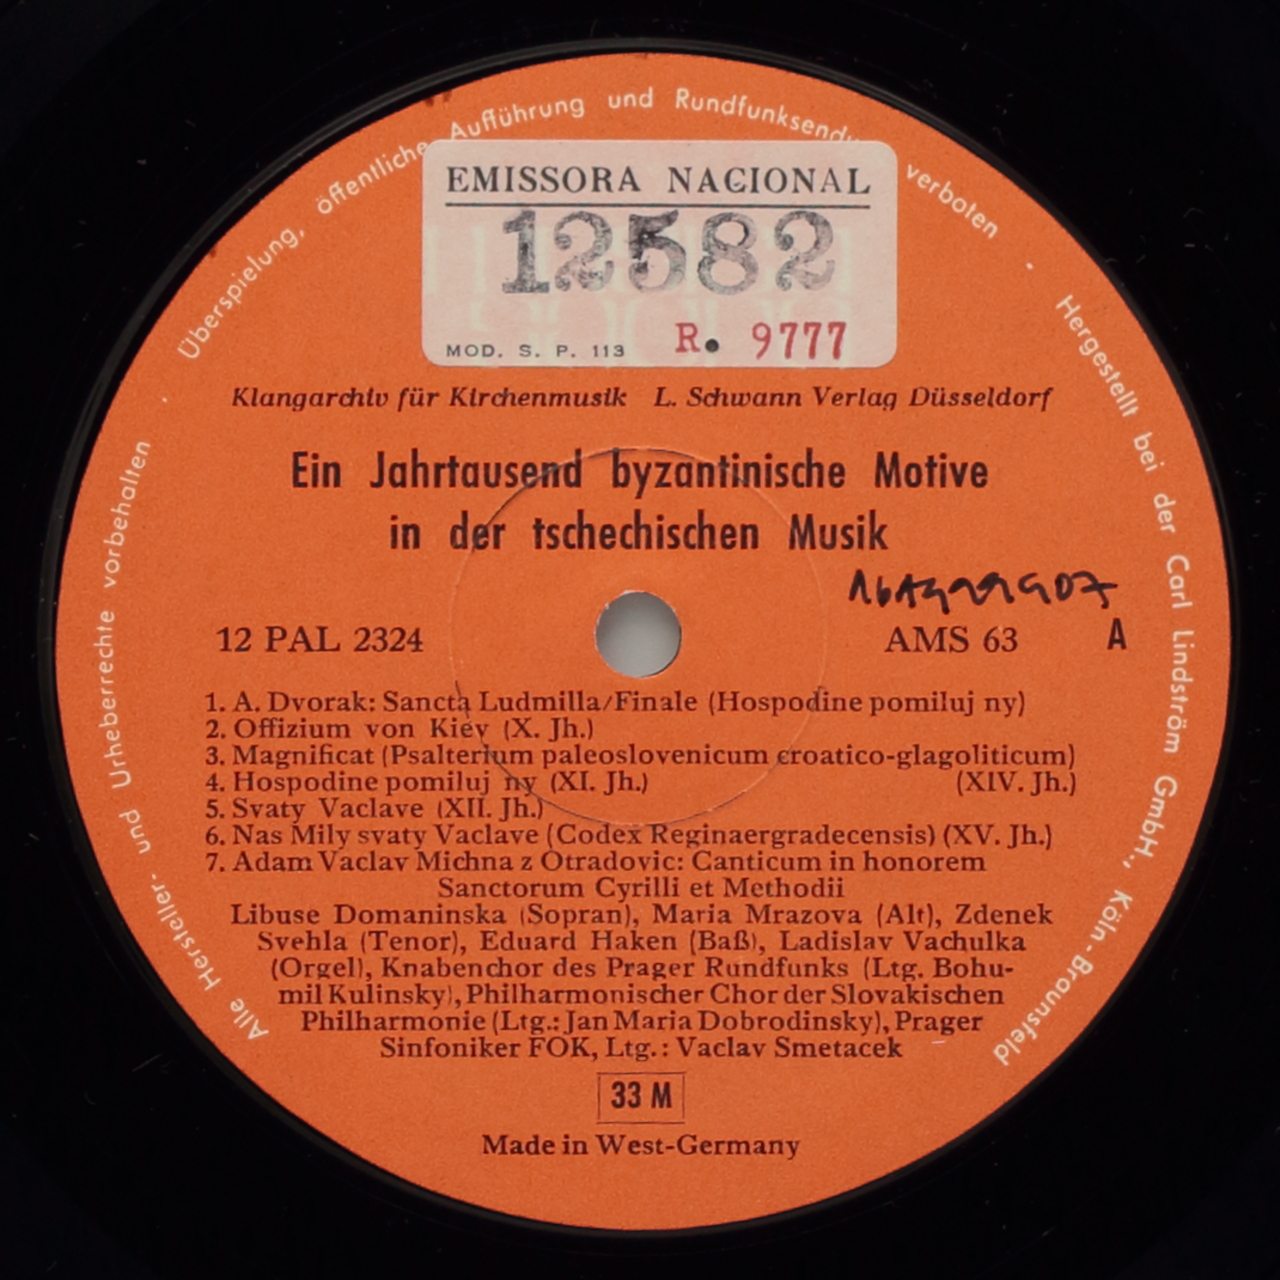 Alle Hersteller- und Urheberrechte vorbehalten
Überspielung, öffentliche Aufführung und Rundfunksendu verboten
Hergestellt bei der Carl Lindström GmbH., Köln-Braunsfeld
EMISSORA NACIONAL
12582
MOD. S. P. 113 R. 9777
Klangarchiv für Kirchenmusik L. Schwann Verlag Düsseldorf
Ein Jahrtausend byzantinische Motive
in der tschechischen Musik
12 PAL 2324 AMS 63 A
1. A. Dvorak: Sancta Ludmilla/Finale (Hospodine pomiluj ny)
2. Offizium von Kiev (X. Jh.)
3. Magnificat (Psalterium paleoslovenicum croatico-glagoliticum)
4. Hospodine pomiluj ny (XI. Jh.) (XIV. Jh.)
5. Svaty Vaclave (XII. Jh.)
6. Nas Mily svaty Vaclave (Codex Reginaergradecensis) (XV. Jh.)
7. Adam Vaclav Michna z Otradovic: Canticum in honorem
Sanctorum Cyrilli et Methodii
Libuse Domaninska (Sopran), Maria Mrazova (Alt), Zdenek
Svehla (Tenor), Eduard Haken (Baß), Ladislav Vachulka
(Orgel), Knabenchor des Prager Rundfunks (Ltg. Bohu-
mil Kulinsky), Philharmonischer Chor der Slovakischen
Philharmonie (Ltg.: Jan Maria Dobrodinsky), Prager
Sinfoniker FOK, Ltg.: Vaclav Smetacek
33 M
Made in West-Germany